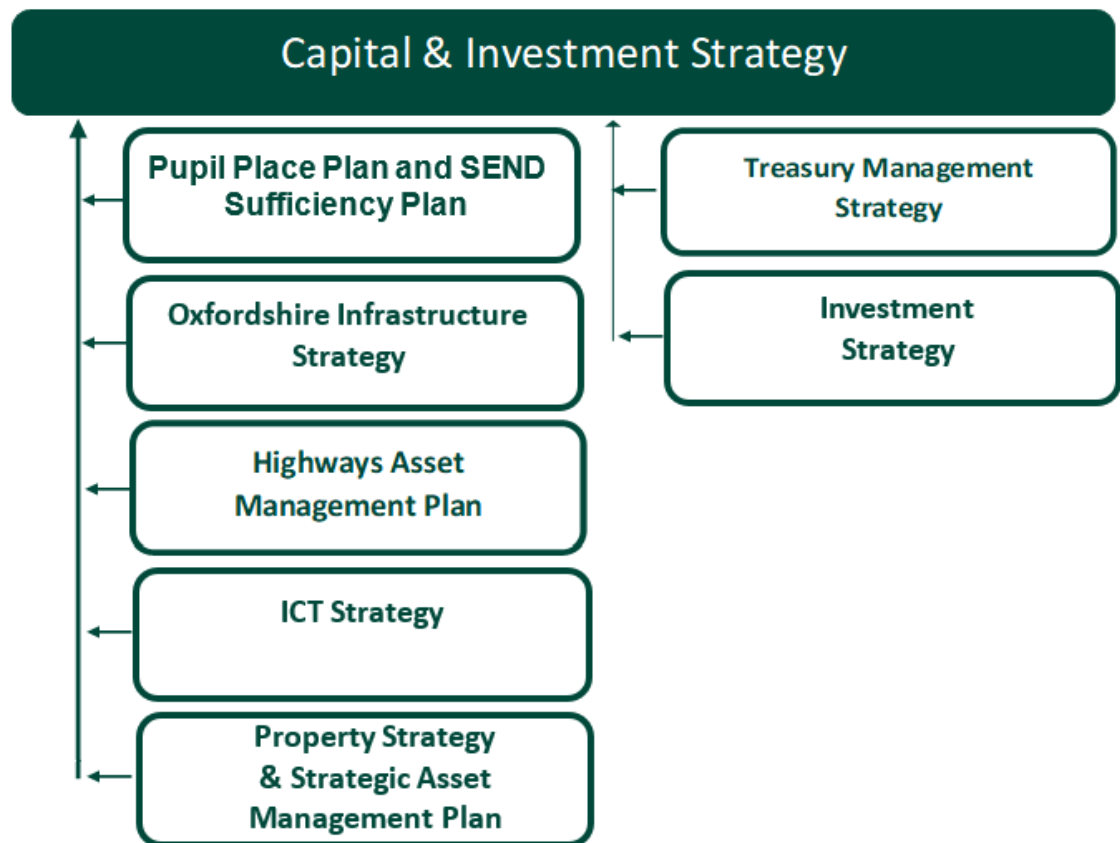 Capital & Investment Strategy
Pupil Place Plan and SEND
Sufficiency Plan
Oxfordshire Infrastructure
Strategy
Highways Asset
Management Plan
ICT Strategy
Property Strategy
& Strategic Asset
Management Plan
Treasury Management
Strategy
Investment
Strategy